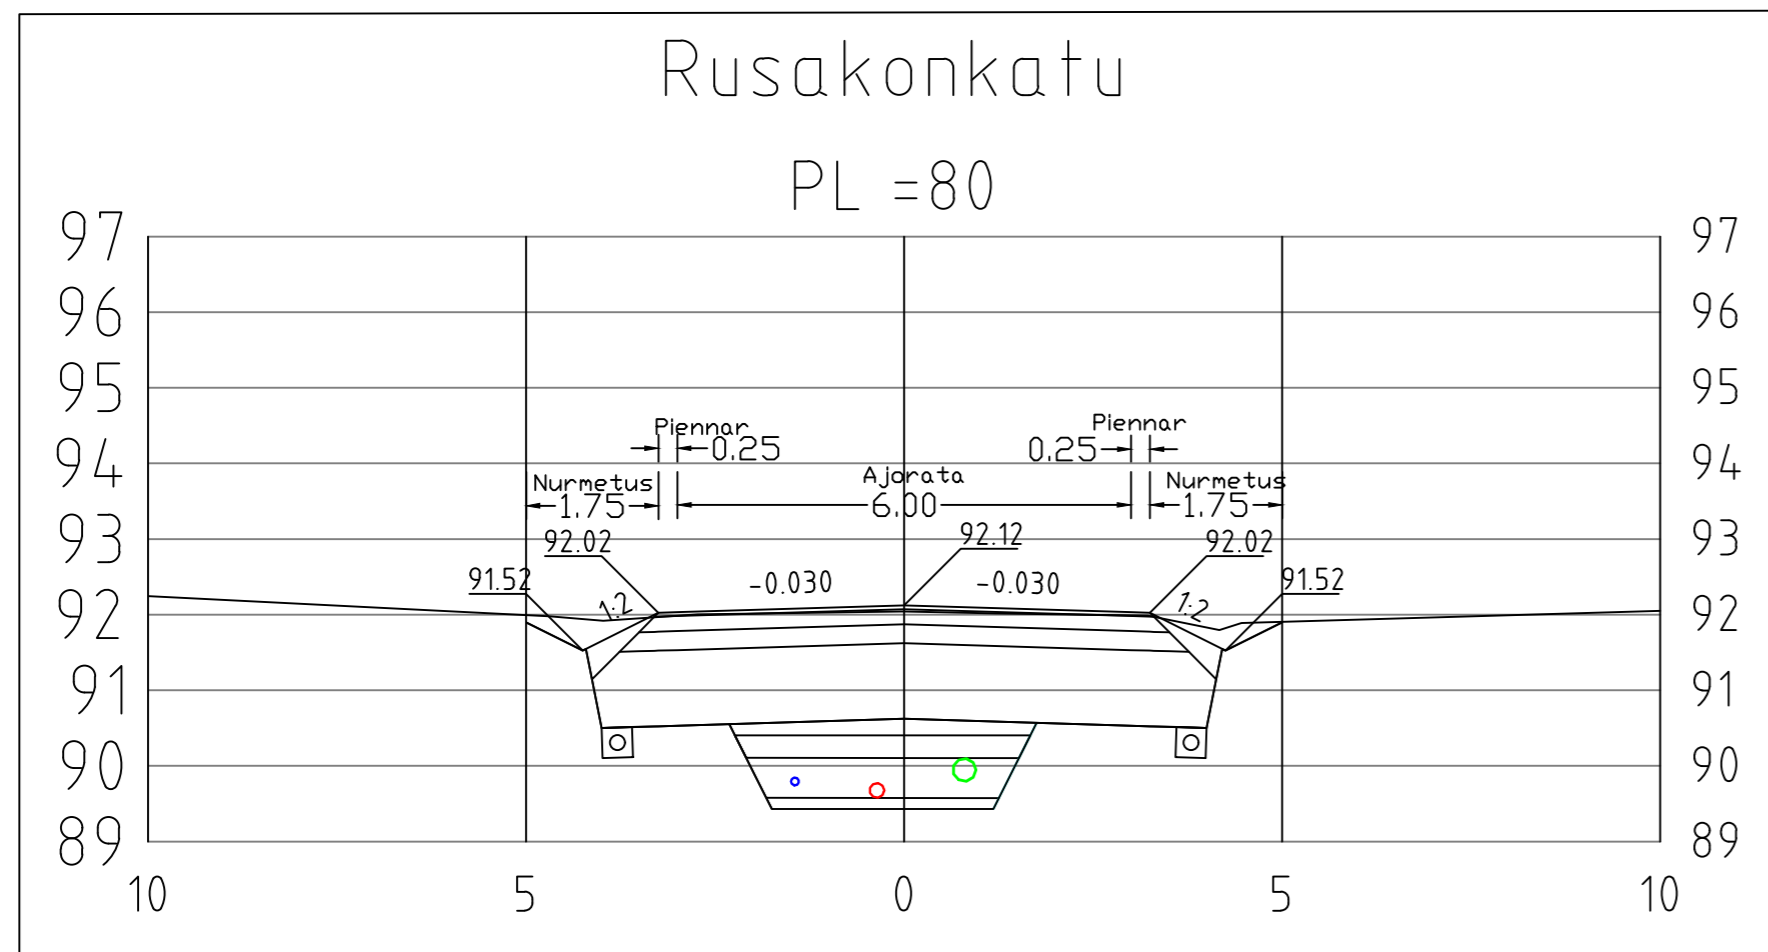 Rusakonkatu
PL =80
97 97
96 96
95 95
Piennar Piennar
0.25 0.25
94 94
Nurmetus Ajorata Nurmetus
1.75 6.00 1.75
93 93
92.02 92.12 92.02
91.52 -0.030 -0.030 91.52
1:2 1:2
92 92
91 91
90 90
89 89
10 5 0 5 10